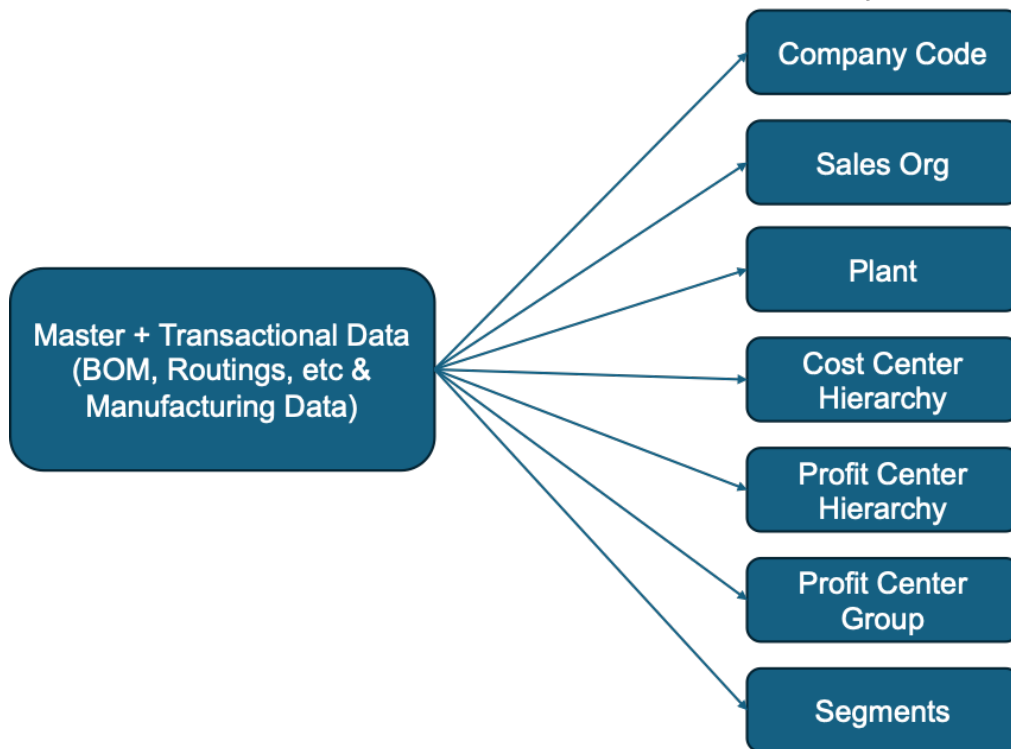 Company Code
Sales Org
Plant
Master + Transactional Data
(BOM, Routings, etc &
Manufacturing Data)
Cost Center
Hierarchy
Profit Center
Hierarchy
Profit Center
Group
Segments